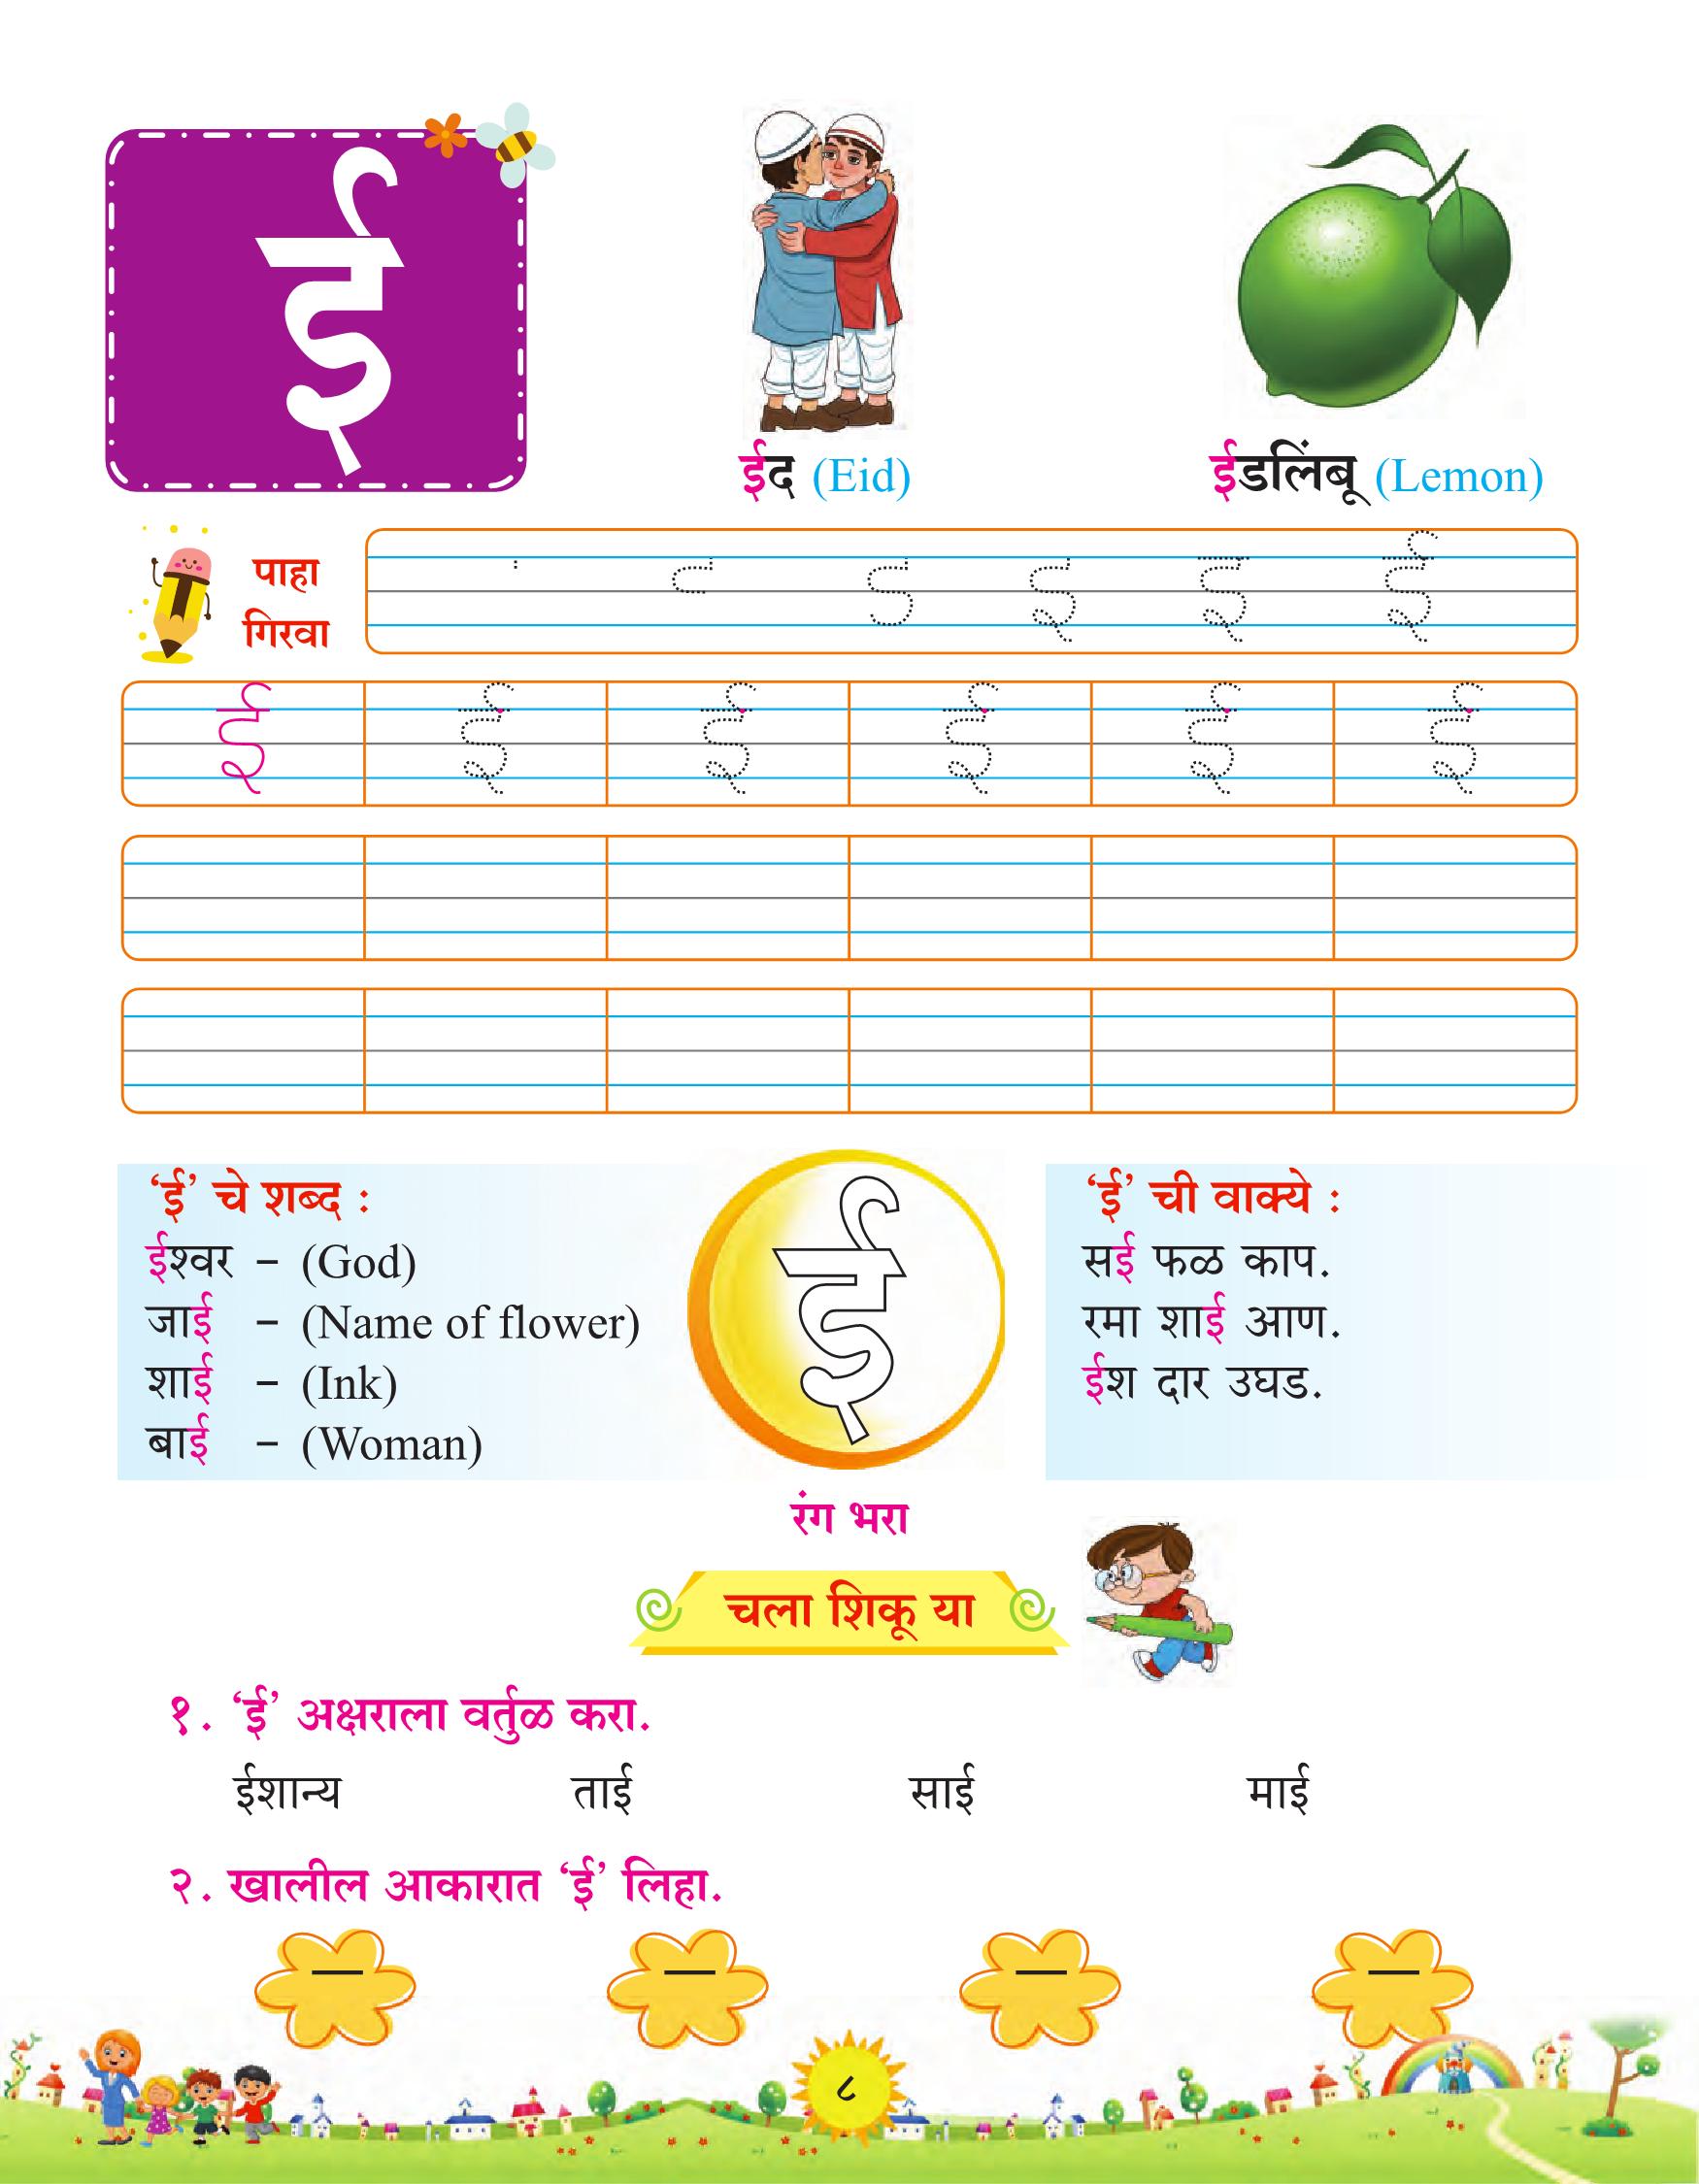 ई
ईद (Eid)
ईडलिंबू (Lemon)
पाहा
गिरवा
ई
ई ई ई ई ई ई
‘ई’ चे शब्द :
ईश्वर – (God)
जाई – (Name of flower)
शाई – (Ink)
बाई – (Woman)
ई
रंग भरा
‘ई’ ची वाक्ये :
सई फळ काप.
रमा शाई आण.
ईश दार उघड.
चला शिकू या
१. ‘ई’ अक्षराला वर्तुळ करा.
ईशान्य ताई साई माई
२. खालील आकारात ‘ई’ लिहा.
८